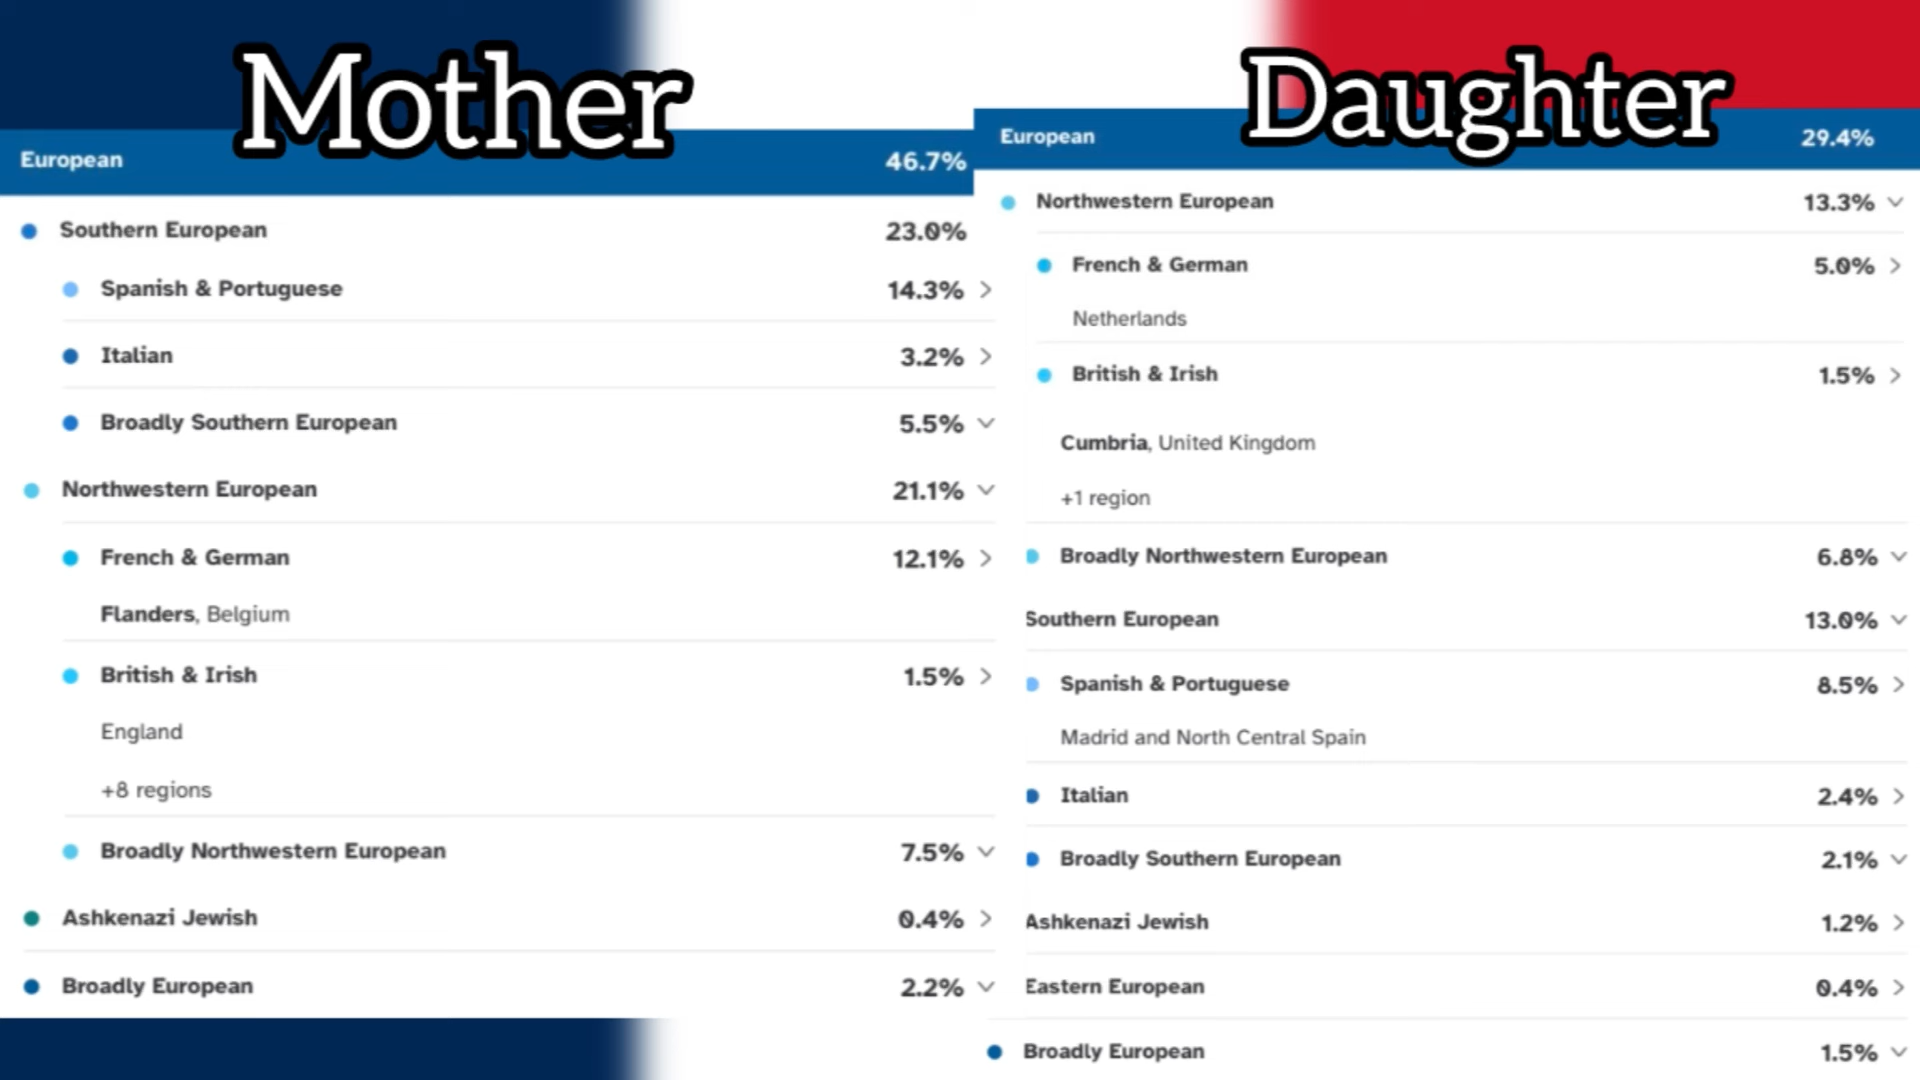 Mother
European 46.7%
Southern European 23.0%
Spanish & Portuguese 14.3%
Italian 3.2%
Broadly Southern European 5.5%
Northwestern European 21.1%
French & German 12.1%
Flanders, Belgium
British & Irish 1.5%
England
+8 regions
Broadly Northwestern European 7.5%
Ashkenazi Jewish 0.4%
Broadly European 2.2%
Daughter
European 29.4%
Northwestern European 13.3%
French & German 5.0%
Netherlands
British & Irish 1.5%
Cumbria, United Kingdom
+1 region
Broadly Northwestern European 6.8%
Southern European 13.0%
Spanish & Portuguese 8.5%
Madrid and North Central Spain
Italian 2.4%
Broadly Southern European 2.1%
Ashkenazi Jewish 1.2%
Eastern European 0.4%
Broadly European 1.5%